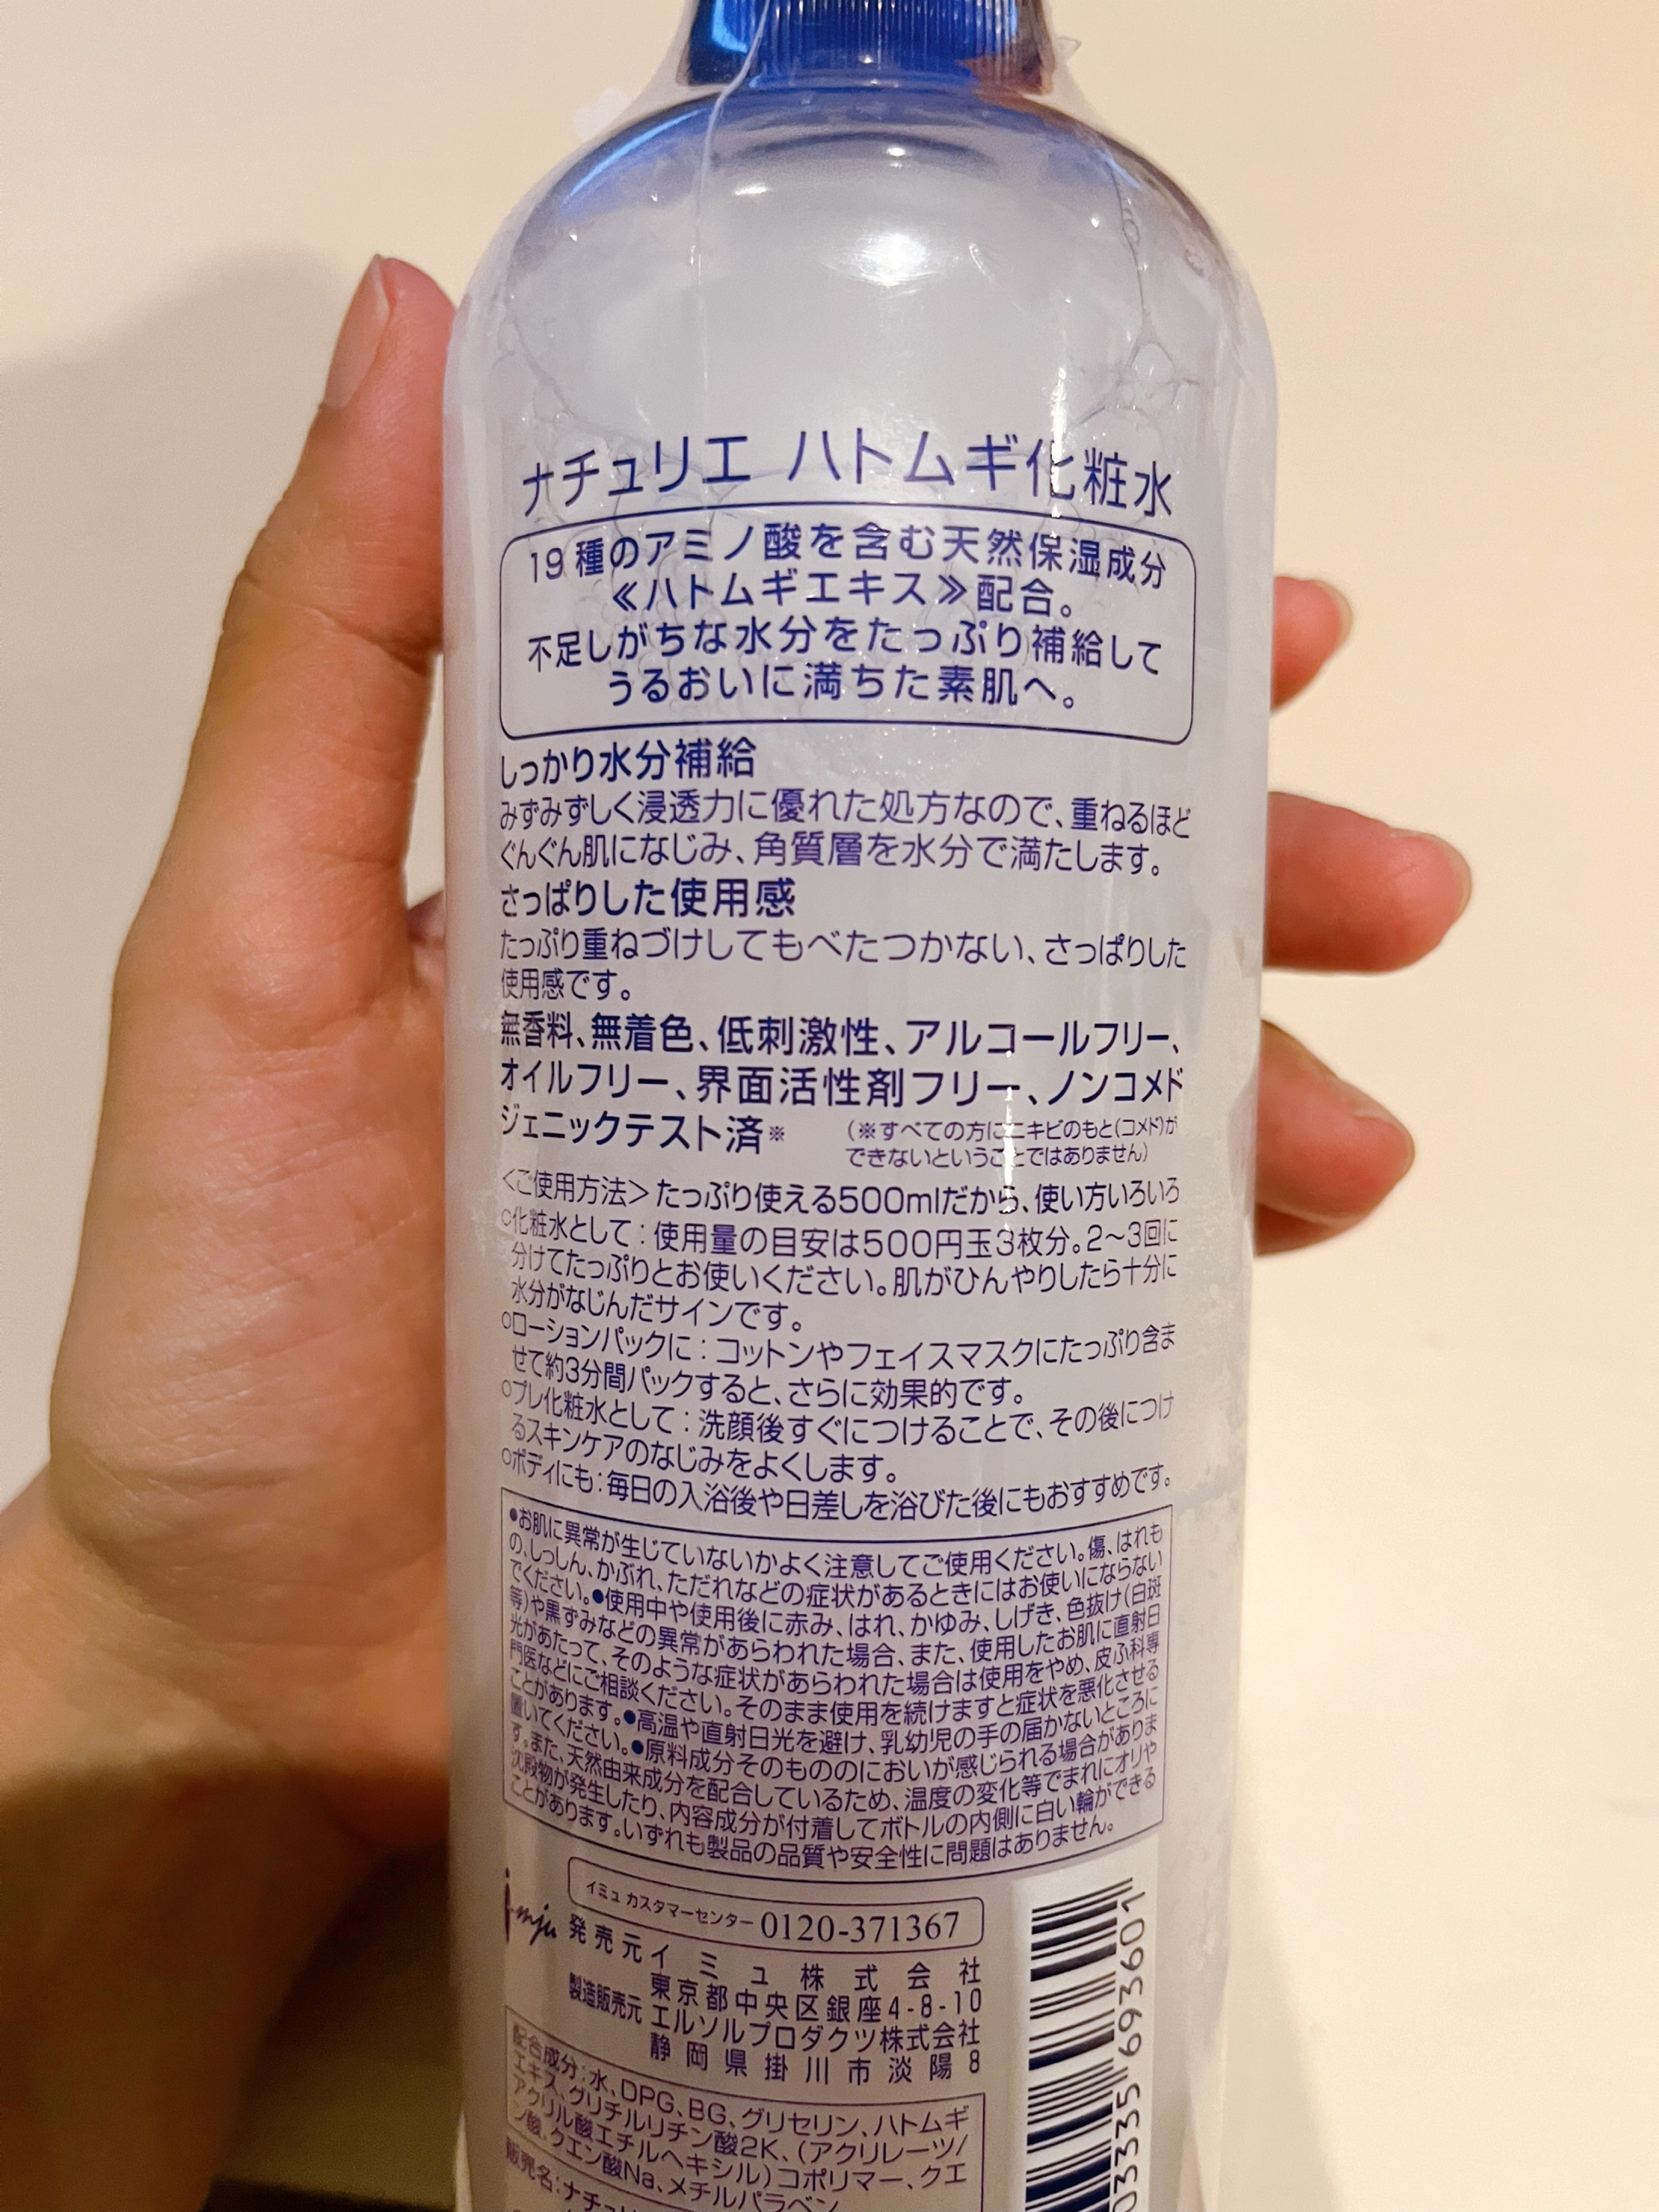 ナチュリエ ハトムギ化粧水
19種のアミノ酸を含む天然保湿成分
≪ハトムギエキス≫配合。
不足しがちな水分をたっぷり補給して
うるおいに満ちた素肌へ。
しっかり水分補給
みずみずしく浸透力に優れた処方なので、重ねるほど
ぐんぐん肌になじみ、角質層を水分で満たします。
さっぱりした使用感
たっぷり重ねづけしてもべたつかない、さっぱりした
使用感です。
無香料、無着色、低刺激性、アルコールフリー、
オイルフリー、界面活性剤フリー、ノンコメド
ジェニックテスト済※
(※すべての方にニキビのもと(コメド)が
できないということではありません)
<ご使用方法>たっぷり使える500mlだから、使い方いろいろ
○化粧水として:使用量の目安は500円玉3枚分。2~3回に
分けてたっぷりとお使いください。肌がひんやりしたら十分に
水分がなじんだサインです。
○ローションパックに:コットンやフェイスマスクにたっぷり含ま
せて約3分間パックすると、さらに効果的です。
○プレ化粧水として:洗顔後すぐにつけることで、その後につけ
るスキンケアのなじみをよくします。
○ボディにも:毎日の入浴後や日差しを浴びた後にもおすすめです。
●お肌に異常が生じていないかよく注意してご使用ください。傷、はれも
の、しっしん、かぶれ、ただれなどの症状があるときにはお使いにならない
でください。●使用中や使用後に赤み、はれ、かゆみ、しげき、色抜け(白斑
等)や黒ずみなどの異常があらわれた場合、また、使用したお肌に直射日
光があたって、そのような症状があらわれた場合は使用をやめ、皮ふ科専
門医などにご相談ください。そのまま使用を続けますと症状を悪化させる
ことがあります。●高温や直射日光を避け、乳幼児の手の届かないところに
置いてください。●原料成分そのもののにおいが感じられる場合がありま
す。また、天然由来成分を配合しているため、温度の変化等でまれにオリや
沈殿物が発生したり、内容成分が付着してボトルの内側に白い輪ができる
ことがあります。いずれも製品の品質や安全性に問題はありません。
imju
イミュ カスタマーセンター 0120-371367
発売元 イミュ株式会社
東京都中央区銀座4-8-10
製造販売元 エルソルプロダクツ株式会社
静岡県掛川市淡陽8
配合成分:水、DPG、BG、グリセリン、ハトムギ
エキス、グリチルリチン酸2K、(アクリレーツ/
アクリル酸エチルヘキシル)コポリマー、クエ
ン酸、クエン酸Na、メチルパラベン
販売名:ナチュ
03335 693601